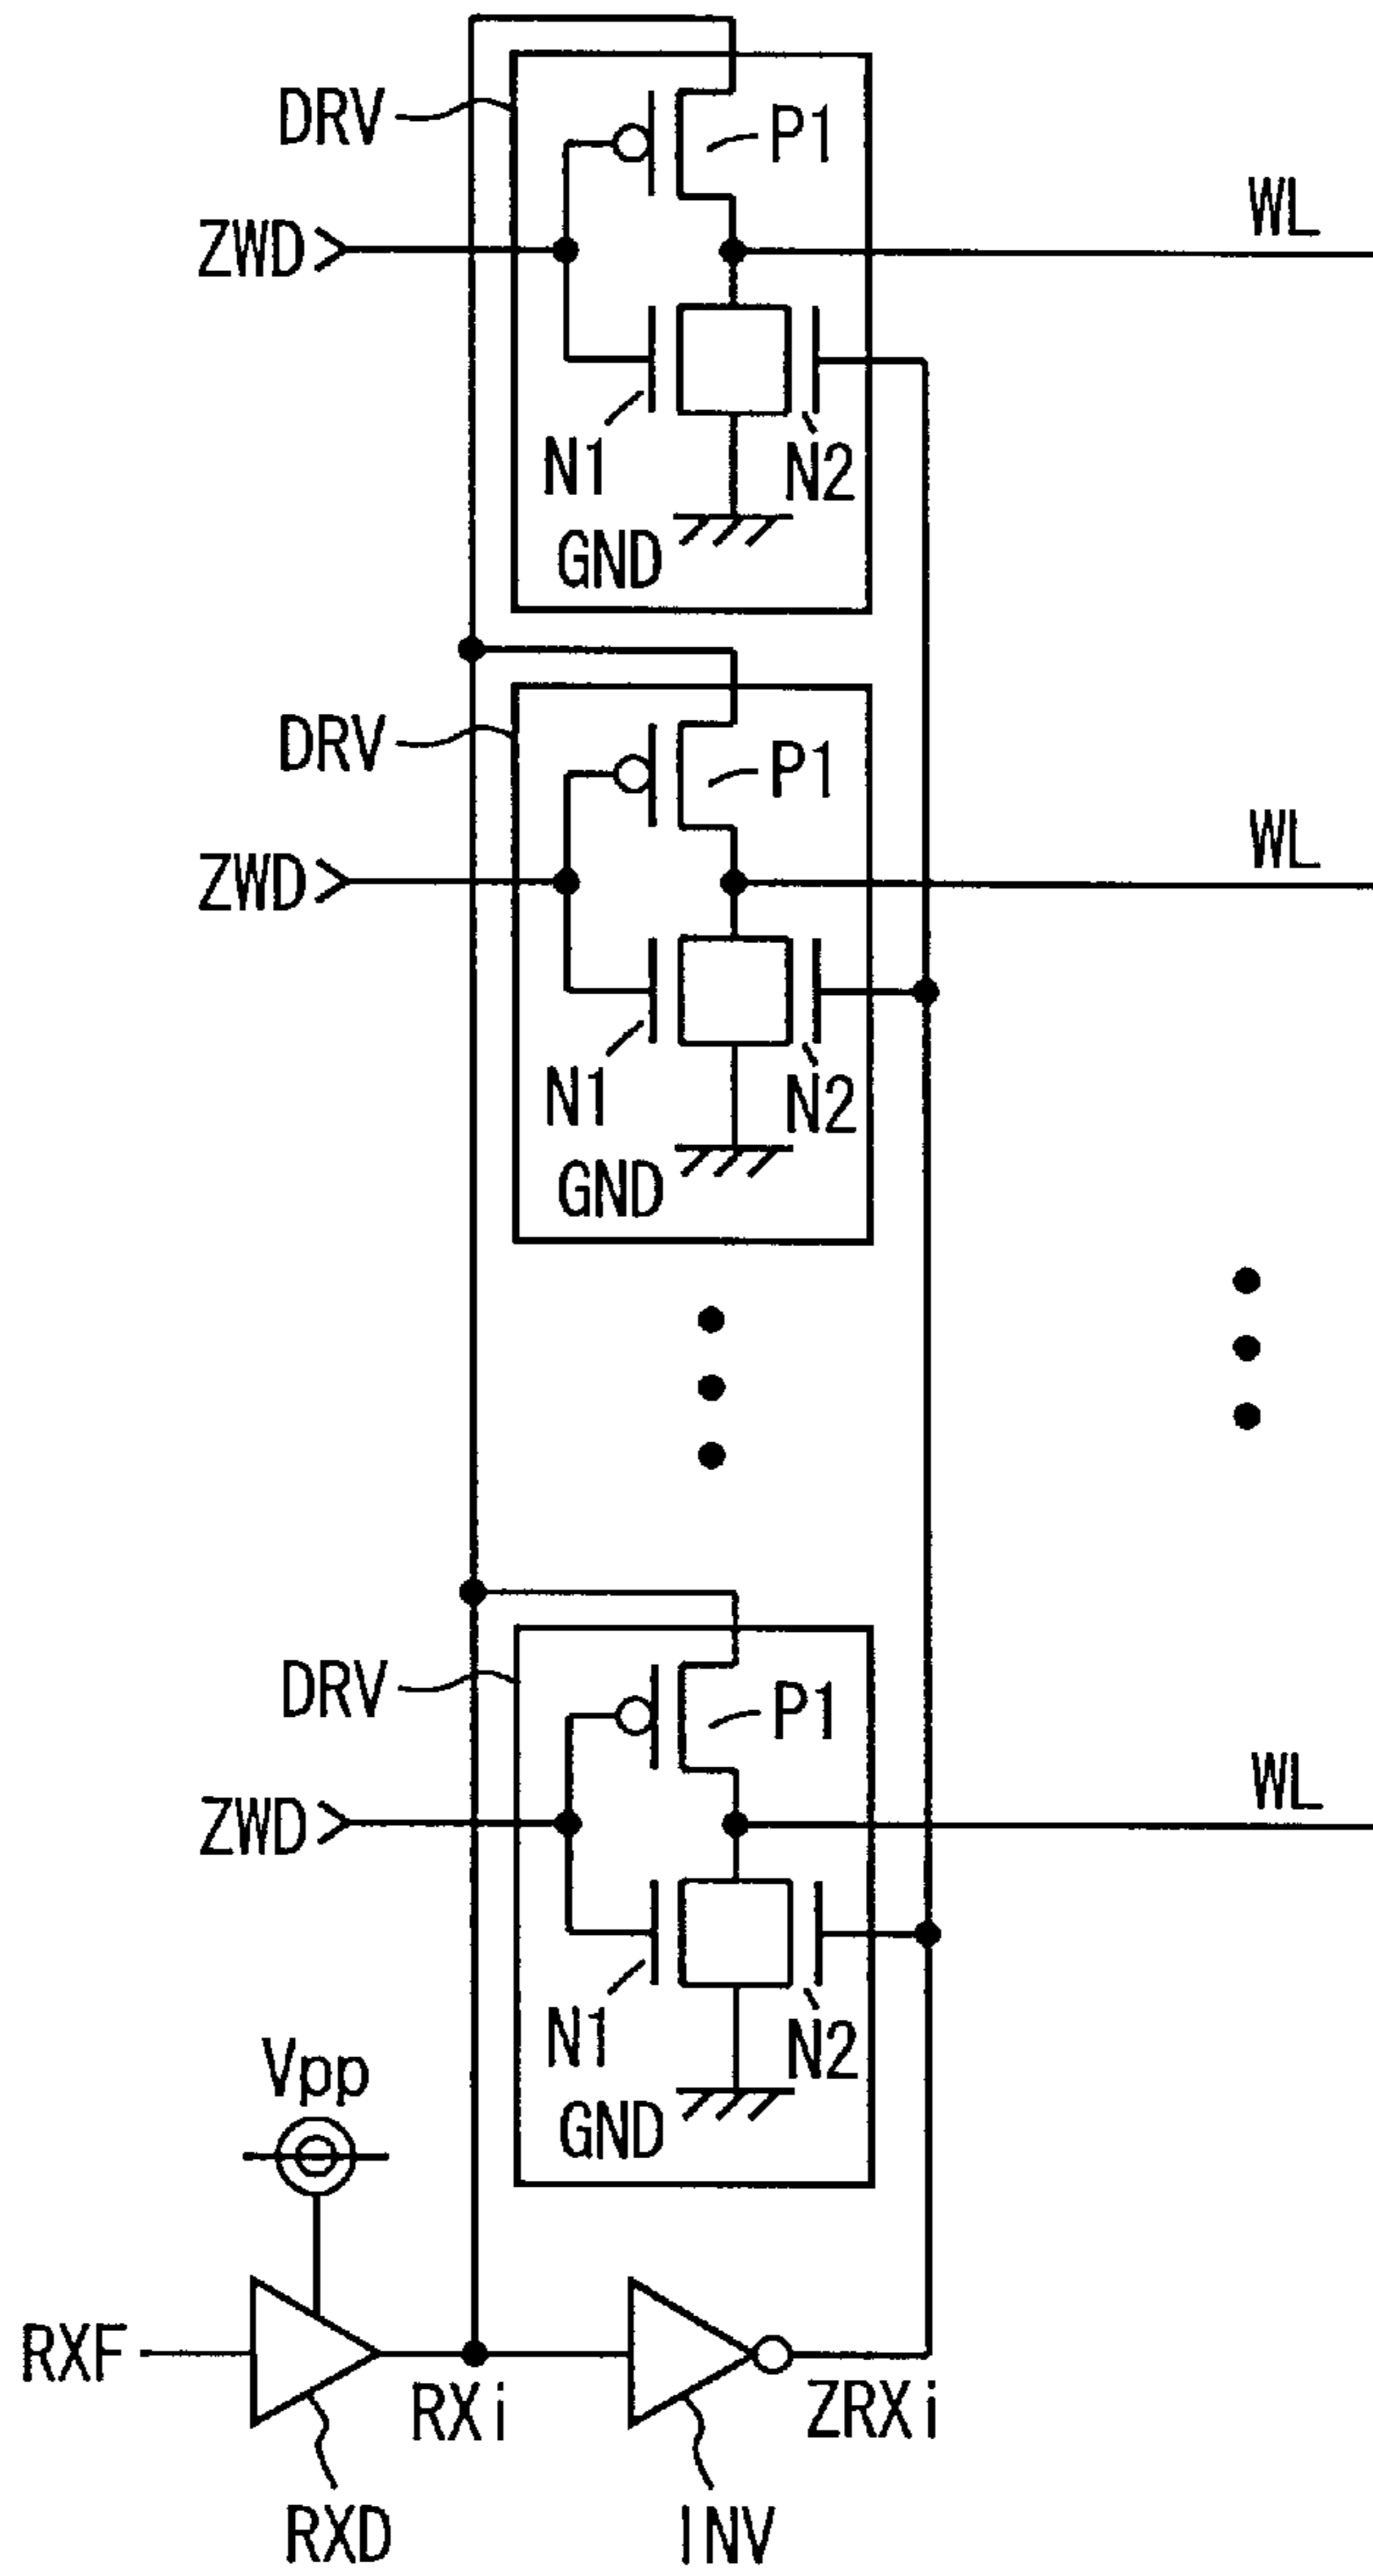 DRV
P1
ZWD
WL
N1
N2
GND
DRV
P1
ZWD
WL
N1
N2
GND
DRV
P1
ZWD
WL
N1
N2
GND
Vpp
RXF
RXi
ZRXi
RXD
INV